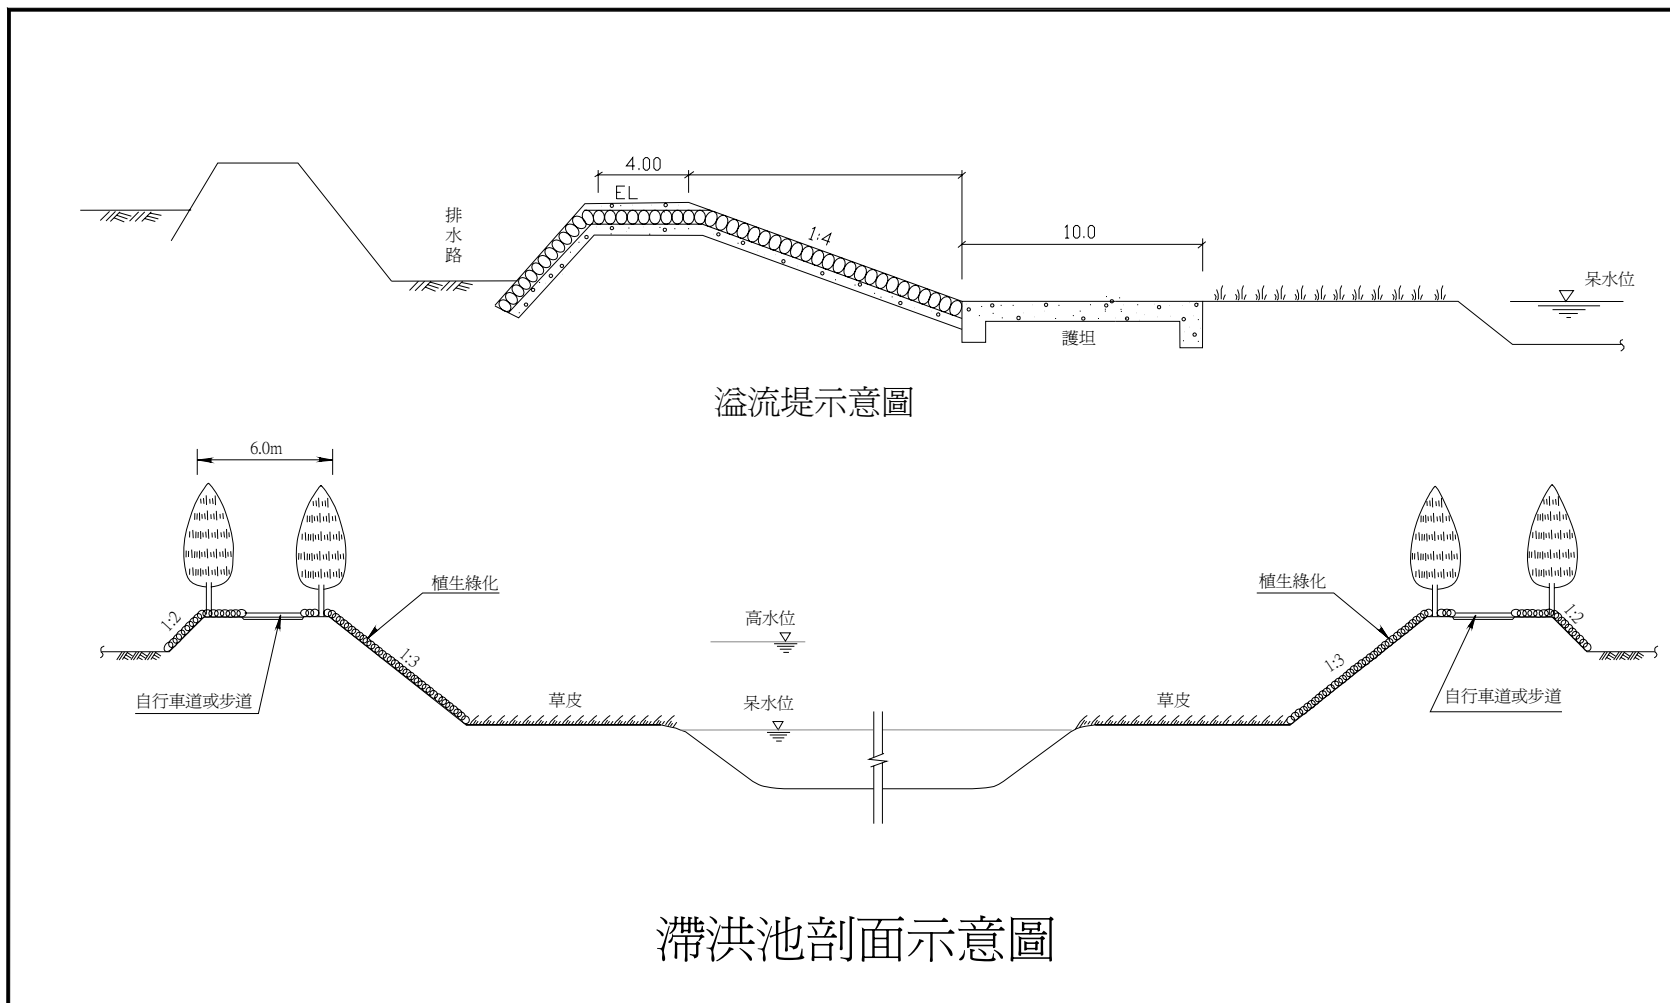 4.00
EL
排水路
1:4
10.0
呆水位
護坦
溢流堤示意圖
6.0m
植生綠化
植生綠化
1:2
高水位
1:2
1:3
1:3
自行車道或步道
草皮
呆水位
草皮
自行車道或步道
滯洪池剖面示意圖